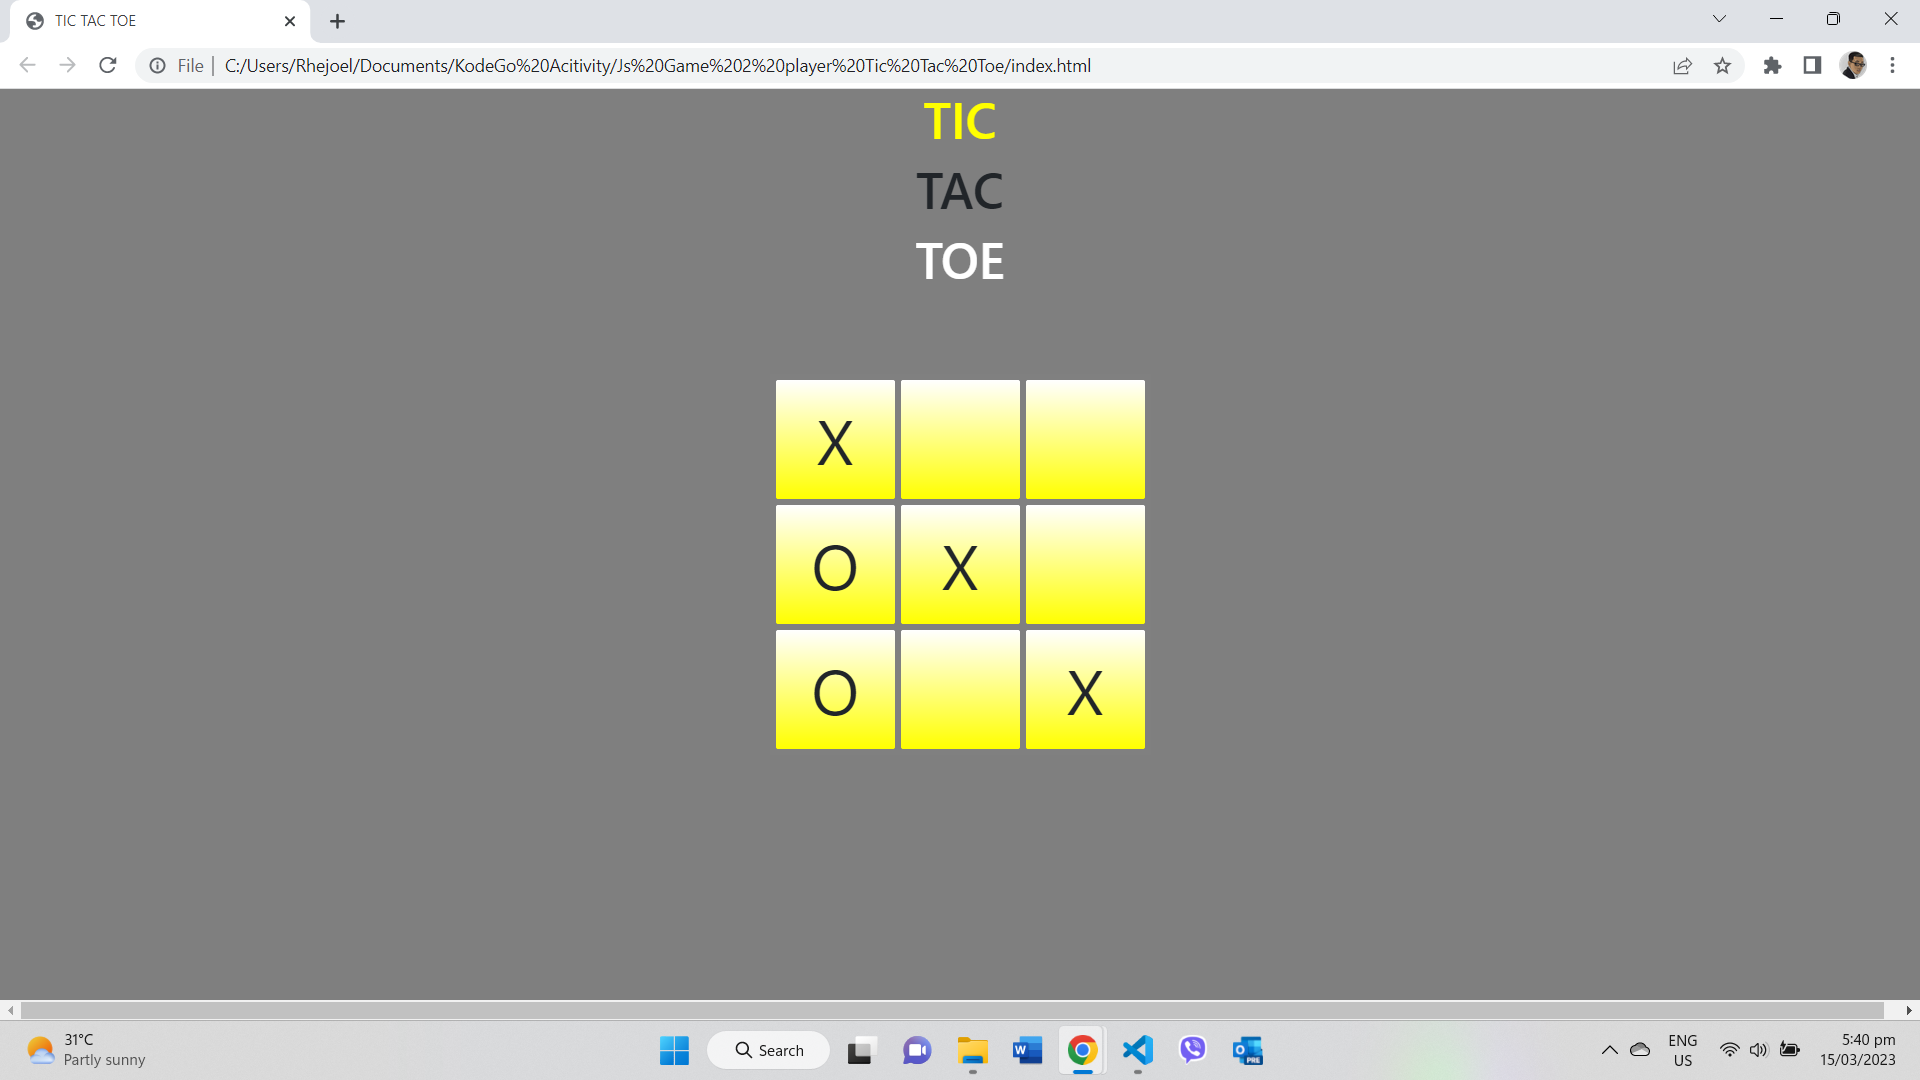 TIC TAC TOE
File
C:/Users/Rhejoel/Documents/KodeGo%20Acitivity/Js%20Game%202%20player%20Tic%20Tac%20Toe/index.html
TIC
TAC
TOE
X
O X
O X
31°C
Partly sunny
Search
W
O
PRE
ENG
US
5:40 pm
15/03/2023